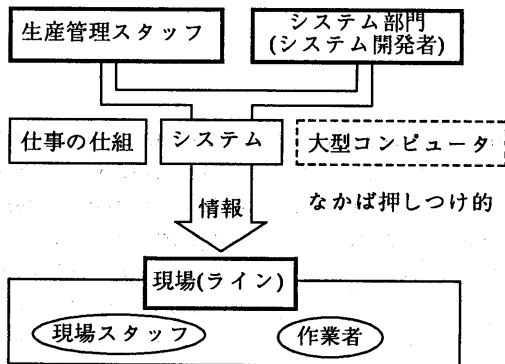 生産管理スタッフ
システム部門
(システム開発者)
仕事の仕組
システム
大型コンピュータ
情報
なかば押しつけ的
現場(ライン)
現場スタッフ
作業者